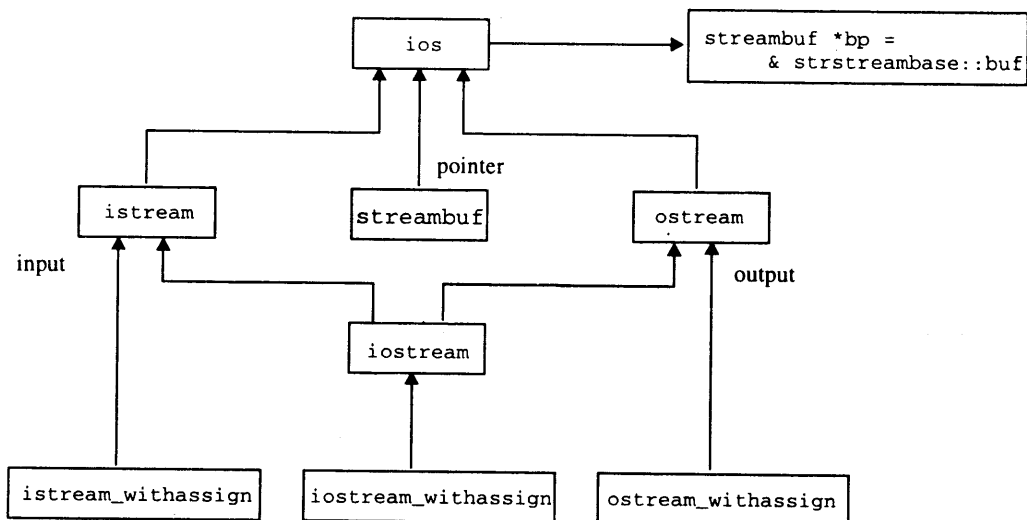 ios
streambuf *bp =
& strstreambase::buf
pointer
istream
streambuf
ostream
input
output
iostream
istream_withassign
iostream_withassign
ostream_withassign